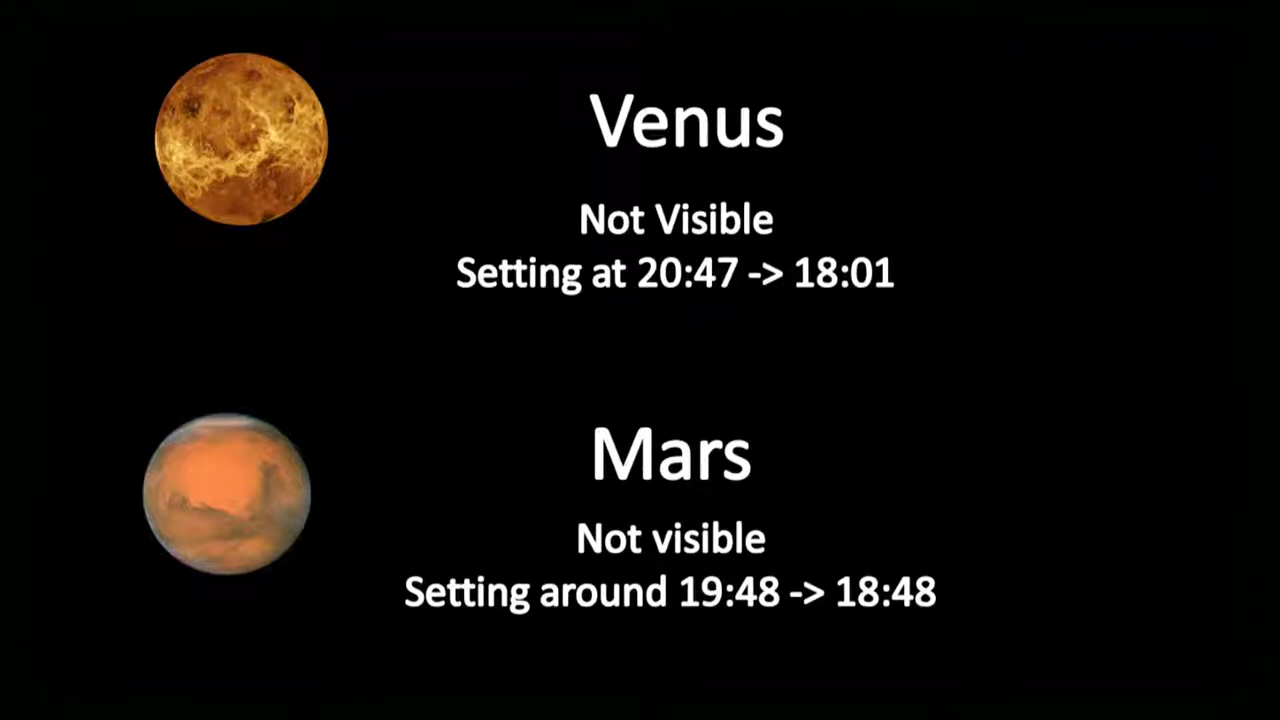 Venus
Not Visible
Setting at 20:47 -> 18:01
Mars
Not visible
Setting around 19:48 -> 18:48